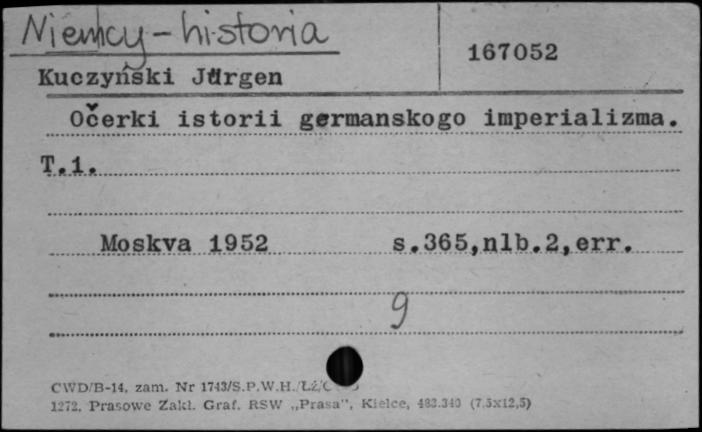 Niemcy - historia
167052
Kuczyński Jürgen
Očerki istorii germanskogo imperializma.
T.1.
Moskva 1952 s.365,nlb.2,err.
9
CWD/B-14, zam. Nr 1743/S.P.W.H./Łź/C
1272. Prasowe Zakł. Graf. RSW „Prasa", Kielce, 483.340 (7,5x12,5)